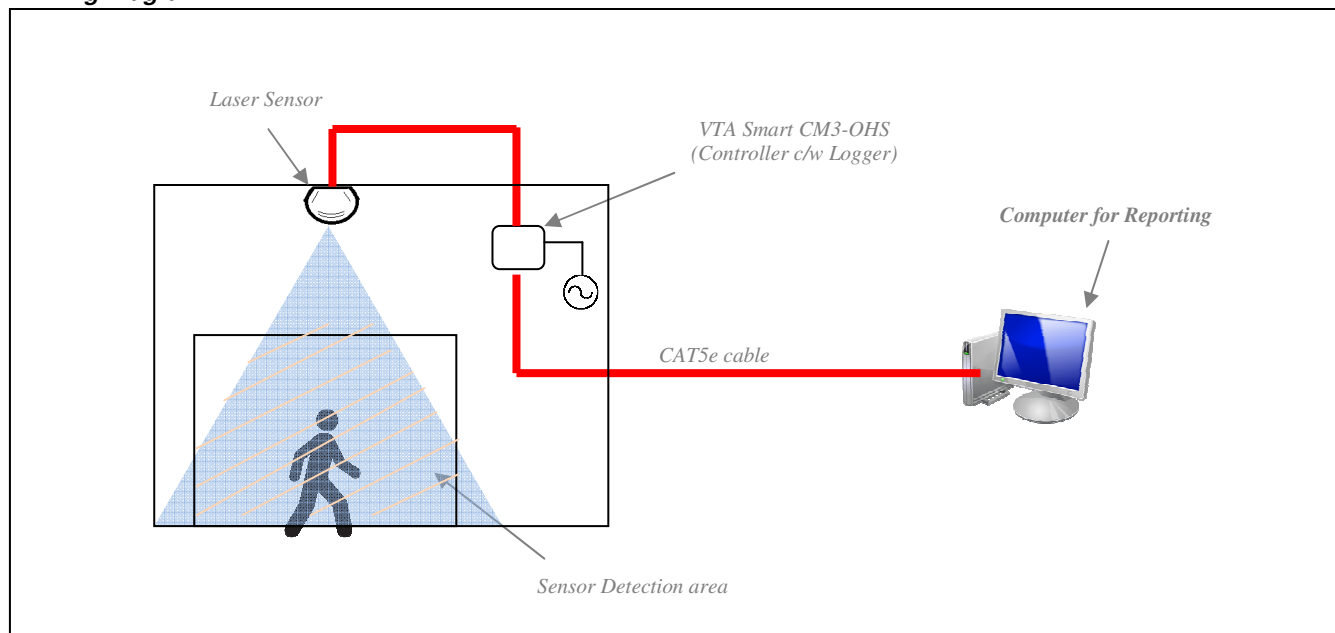 Laser Sensor
VTA Smart CM3-OHS
(Controller c/w Logger)
Computer for Reporting
CAT5e cable
Sensor Detection area